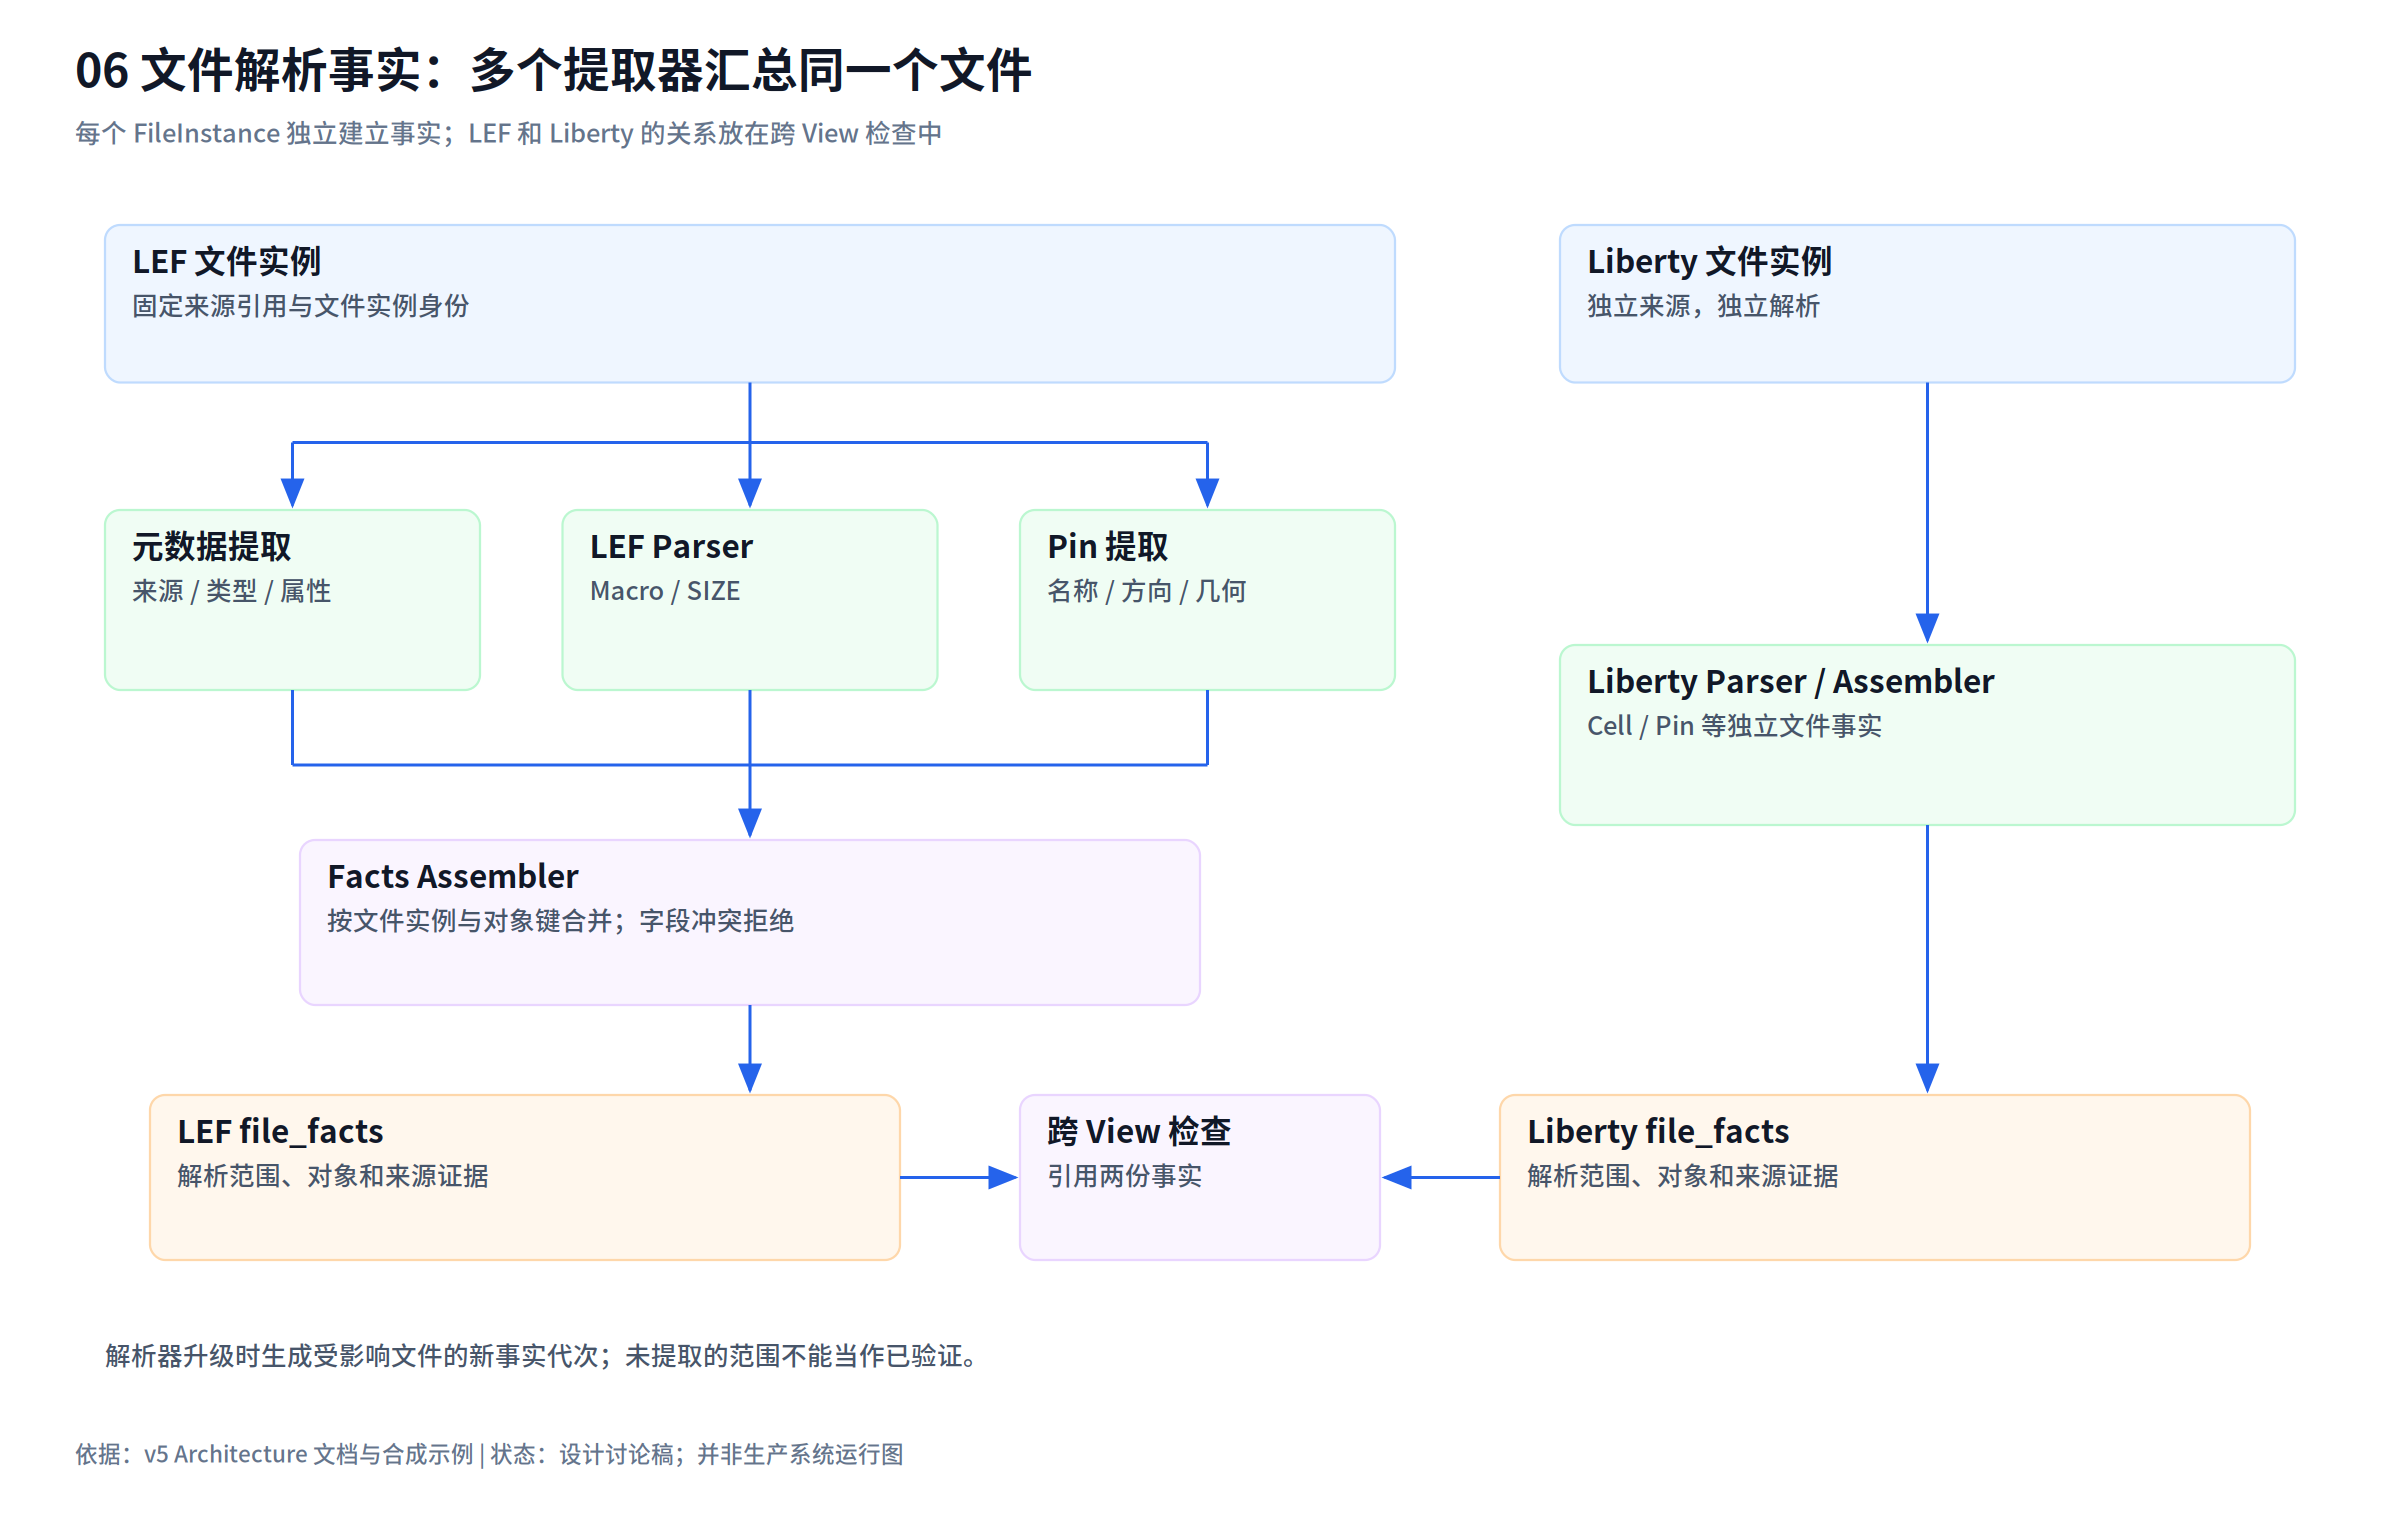 06 文件解析事实：多个提取器汇总同一个文件
每个 FileInstance 独立建立事实；LEF 和 Liberty 的关系放在跨 View 检查中
LEF 文件实例
固定来源引用与文件实例身份
Liberty 文件实例
独立来源，独立解析
元数据提取
来源 / 类型 / 属性
LEF Parser
Macro / SIZE
Pin 提取
名称 / 方向 / 几何
Liberty Parser / Assembler
Cell / Pin 等独立文件事实
Facts Assembler
按文件实例与对象键合并；字段冲突拒绝
LEF file_facts
解析范围、对象和来源证据
跨 View 检查
引用两份事实
Liberty file_facts
解析范围、对象和来源证据
解析器升级时生成受影响文件的新事实代次；未提取的范围不能当作已验证。
依据：v5 Architecture 文档与合成示例 | 状态：设计讨论稿；并非生产系统运行图